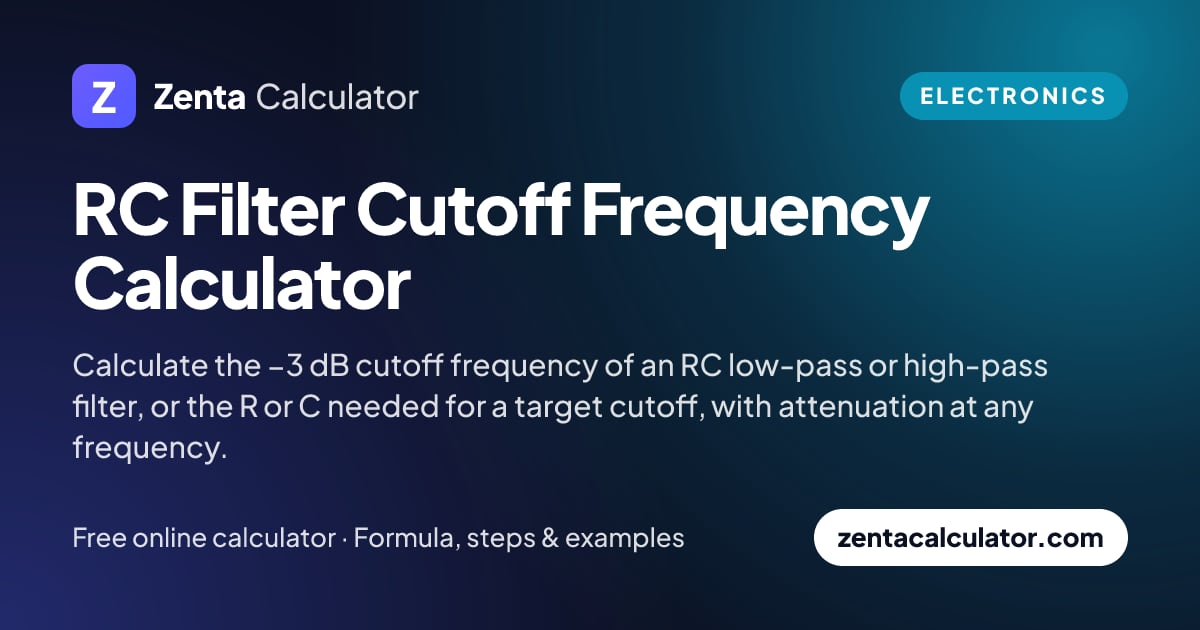 Z
Zenta Calculator
ELECTRONICS
RC Filter Cutoff Frequency
Calculator
Calculate the −3 dB cutoff frequency of an RC low-pass or high-pass
filter, or the R or C needed for a target cutoff, with attenuation at any
frequency.
Free online calculator · Formula, steps & examples
zentacalculator.com